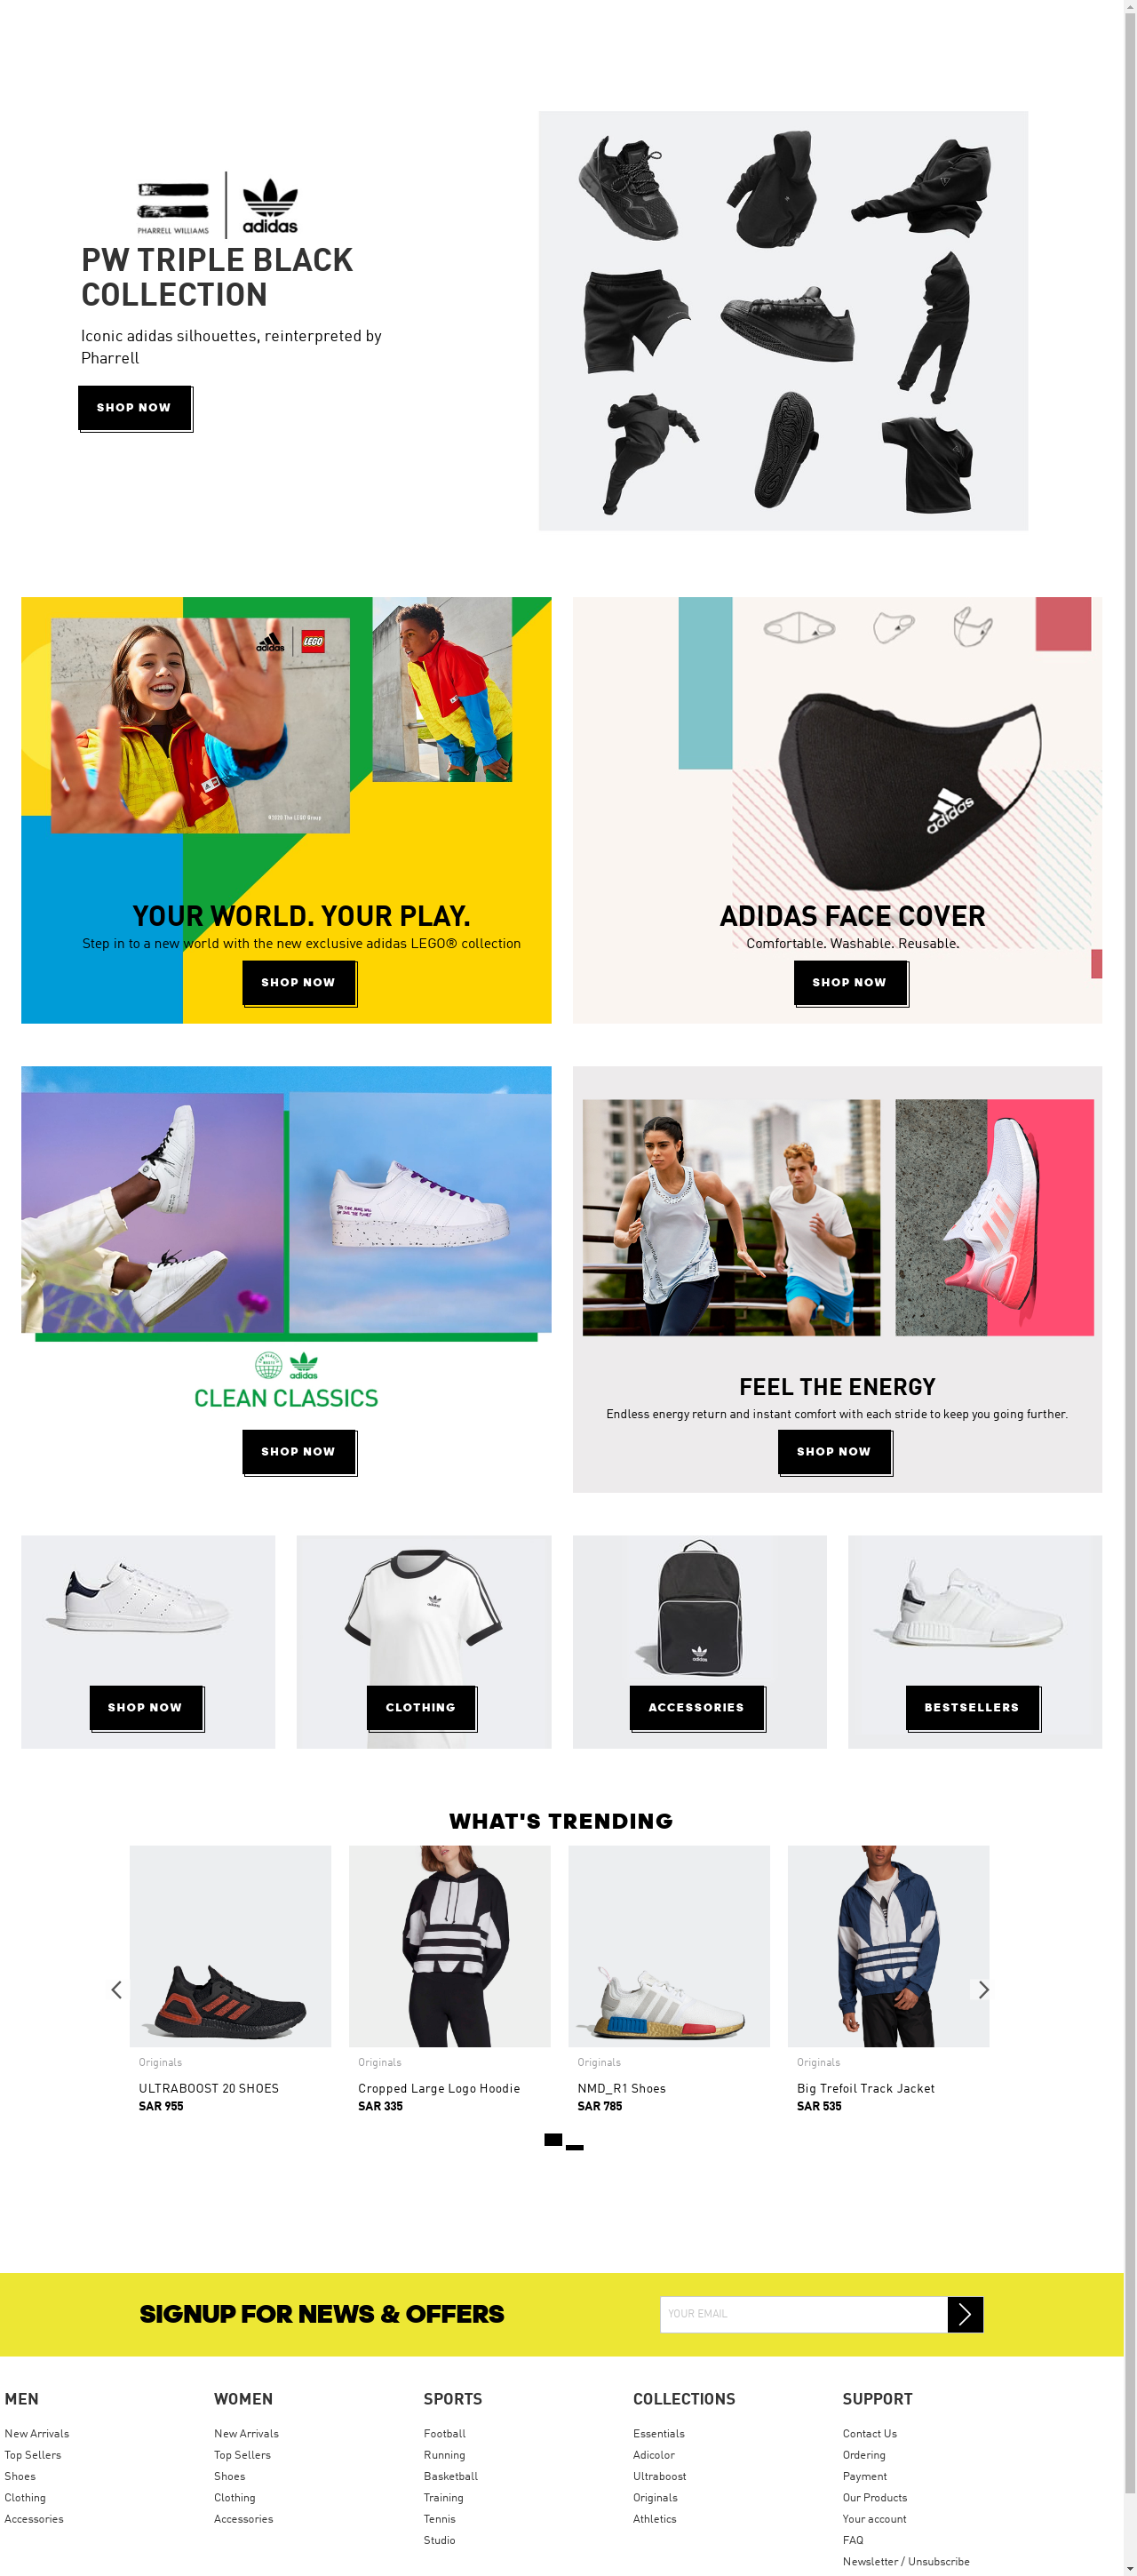 PHARRELL WILLIAMS
adidas
PW TRIPLE BLACK
COLLECTION
Iconic adidas silhouettes, reinterpreted by
Pharrell
SHOP NOW
adidas
LEGO
©2020 The LEGO Group
YOUR WORLD. YOUR PLAY.
Step in to a new world with the new exclusive adidas LEGO® collection
SHOP NOW
adidas
ADIDAS FACE COVER
Comfortable. Washable. Reusable.
SHOP NOW
adidas
CLEAN CLASSICS
SHOP NOW
FEEL THE ENERGY
Endless energy return and instant comfort with each stride to keep you going further.
SHOP NOW
SHOP NOW
adidas
CLOTHING
adidas
ACCESSORIES
BESTSELLERS
WHAT'S TRENDING
Originals
ULTRABOOST 20 SHOES
SAR 955
Originals
Cropped Large Logo Hoodie
SAR 335
Originals
NMD_R1 Shoes
SAR 785
Originals
Big Trefoil Track Jacket
SAR 535
SIGNUP FOR NEWS & OFFERS
YOUR EMAIL
MEN
New Arrivals
Top Sellers
Shoes
Clothing
Accessories
WOMEN
New Arrivals
Top Sellers
Shoes
Clothing
Accessories
SPORTS
Football
Running
Basketball
Training
Tennis
Studio
COLLECTIONS
Essentials
Adicolor
Ultraboost
Originals
Athletics
SUPPORT
Contact Us
Ordering
Payment
Our Products
Your account
FAQ
Newsletter / Unsubscribe